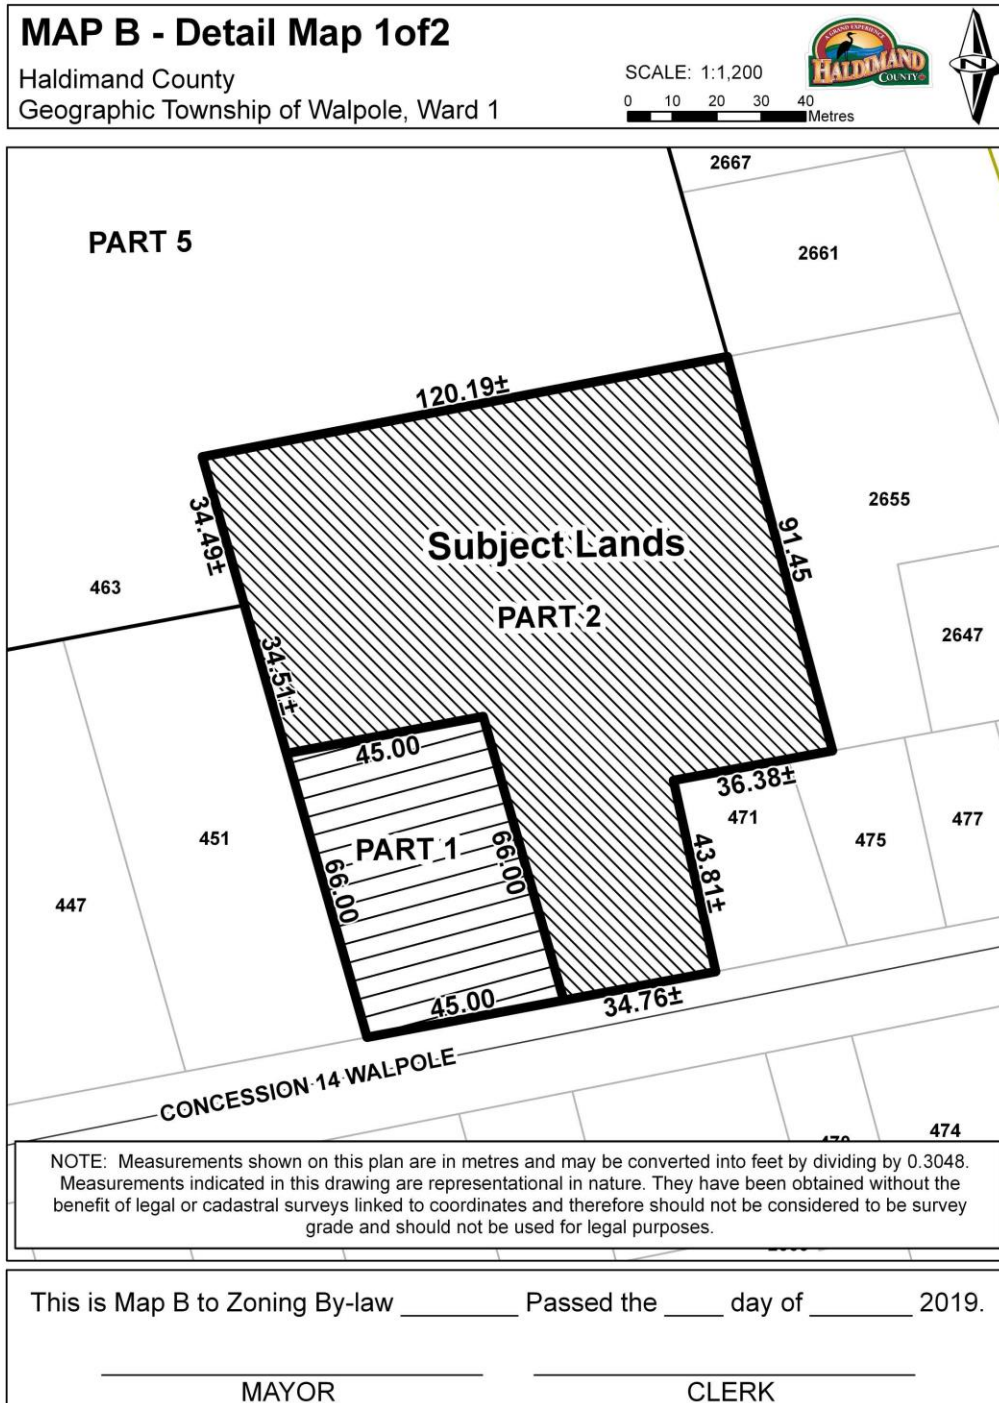 MAP B - Detail Map 1of2
Haldimand County
Geographic Township of Walpole, Ward 1
SCALE: 1:1,200
0 10 20 30 40
Metres
A GRAND EXPERIENCE
HALDIMAND
COUNTY
N
2667
PART 5
2661
120.19±
34.49±
2655
91.45
Subject Lands
463
PART 2
2647
34.51±
45.00
36.38±
471
477
451
PART 1
475
66.00
66.00
43.81±
447
45.00
34.76±
CONCESSION 14 WALPOLE
474
NOTE: Measurements shown on this plan are in metres and may be converted into feet by dividing by 0.3048.
Measurements indicated in this drawing are representational in nature. They have been obtained without the
benefit of legal or cadastral surveys linked to coordinates and therefore should not be considered to be survey
grade and should not be used for legal purposes.
This is Map B to Zoning By-law ________ Passed the ____ day of _______ 2019.
MAYOR
CLERK